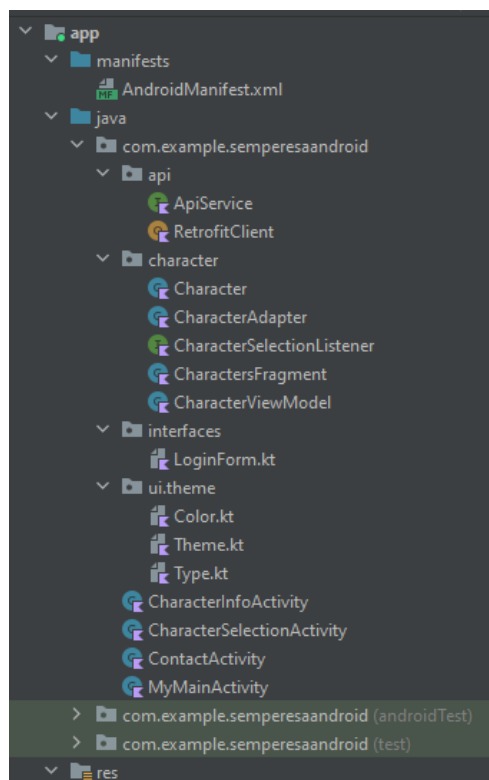 app
manifests
MF AndroidManifest.xml
java
com.example.semperesaandroid
api
ApiService
RetrofitClient
character
Character
CharacterAdapter
CharacterSelectionListener
CharactersFragment
CharacterViewModel
interfaces
LoginForm.kt
ui.theme
Color.kt
Theme.kt
Type.kt
CharacterInfoActivity
CharacterSelectionActivity
ContactActivity
MyMainActivity
com.example.semperesaandroid (androidTest)
com.example.semperesaandroid (test)
res